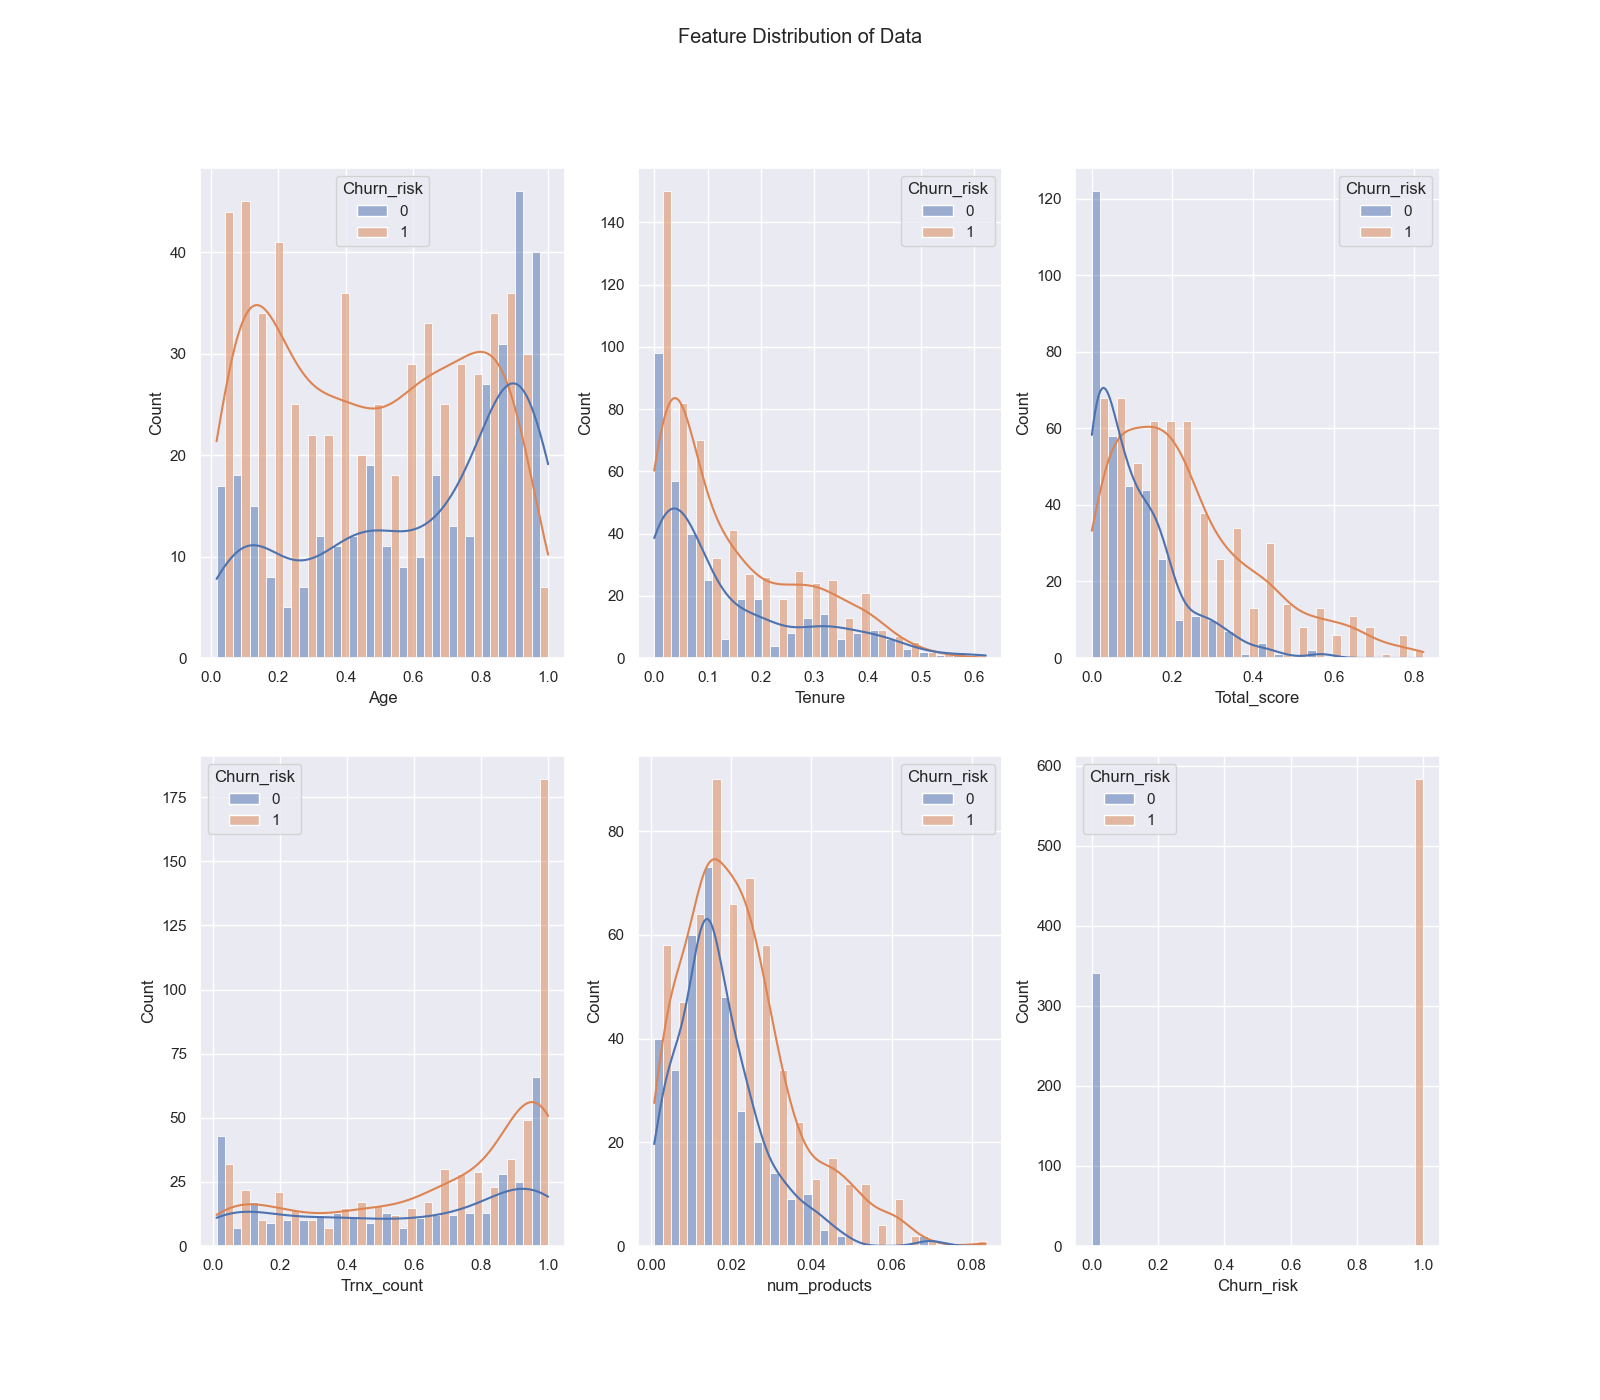 Feature Distribution of Data
Churn_risk
0
1
40
30
20
10
0
Count
0.0 0.2 0.4 0.6 0.8 1.0
Age
Churn_risk
0
1
140
120
100
80
60
40
20
0
Count
0.0 0.1 0.2 0.3 0.4 0.5 0.6
Tenure
Churn_risk
0
1
120
100
80
60
40
20
0
Count
0.0 0.2 0.4 0.6 0.8
Total_score
Churn_risk
0
1
175
150
125
100
75
50
25
0
Count
0.0 0.2 0.4 0.6 0.8 1.0
Trnx_count
Churn_risk
0
1
80
60
40
20
0
Count
0.00 0.02 0.04 0.06 0.08
num_products
Churn_risk
0
1
600
500
400
300
200
100
0
Count
0.0 0.2 0.4 0.6 0.8 1.0
Churn_risk